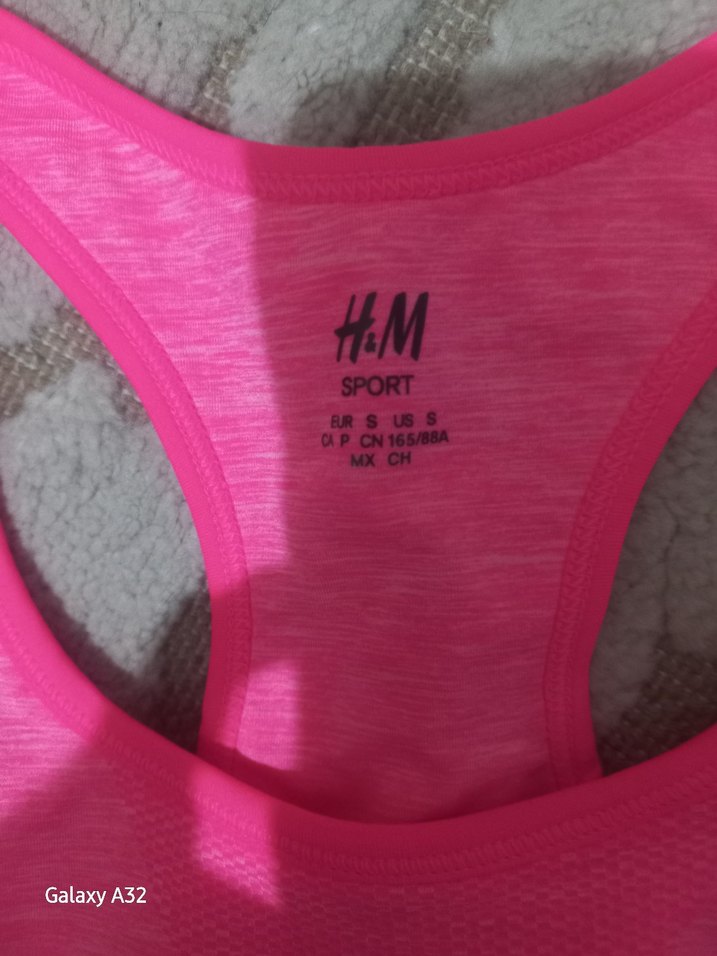 H&M
SPORT
EUR S US S
CA P CN 165/88A
MX CH
Galaxy A32